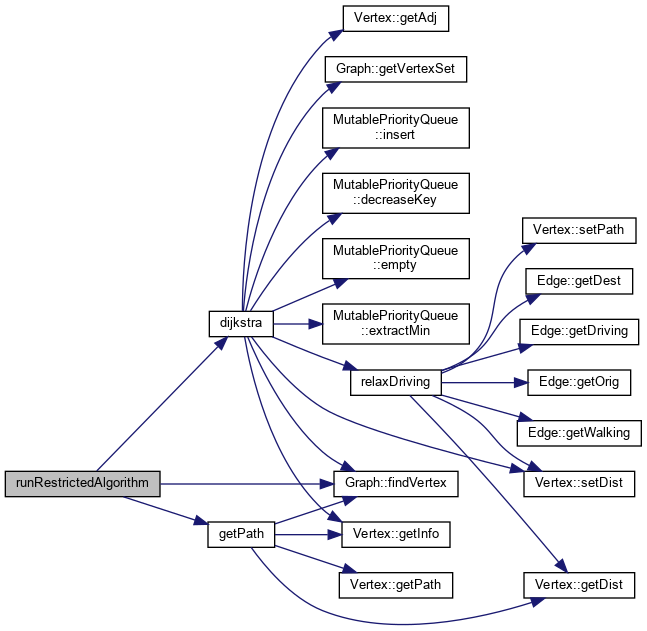 Vertex::getAdj
Graph::getVertexSet
MutablePriorityQueue
::insert
MutablePriorityQueue
::decreaseKey
Vertex::setPath
MutablePriorityQueue
::empty
Edge::getDest
dijkstra
MutablePriorityQueue
::extractMin
Edge::getDriving
relaxDriving
Edge::getOrig
Edge::getWalking
runRestrictedAlgorithm
Graph::findVertex
Vertex::setDist
getPath
Vertex::getInfo
Vertex::getPath
Vertex::getDist